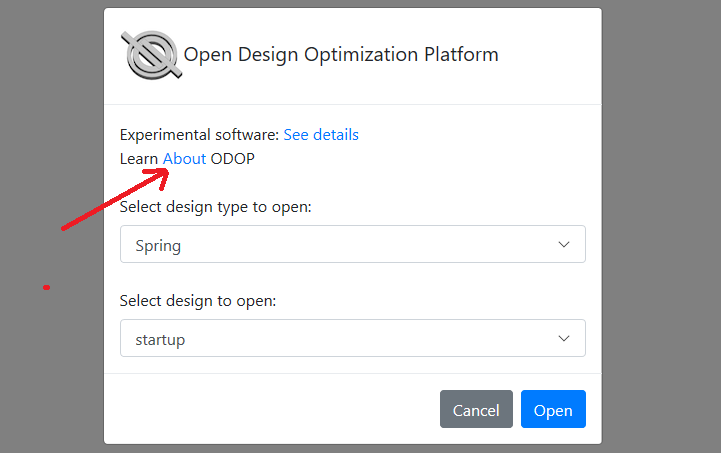 Open Design Optimization Platform
Experimental software: See details
Learn About ODOP
Select design type to open:
Spring
Select design to open:
startup
Cancel Open